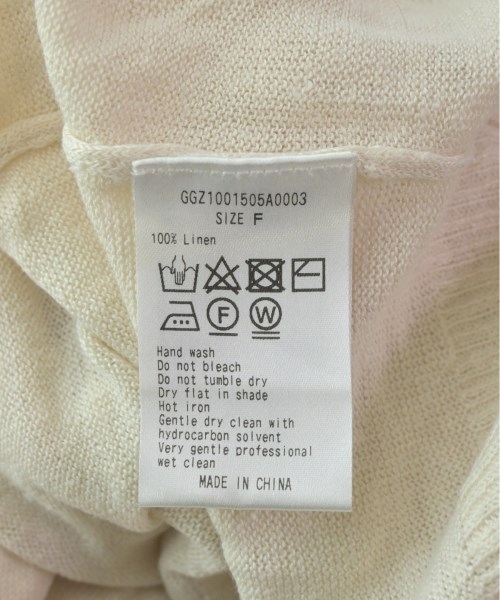 GGZ1001505A0003
SIZE F
100% Linen
F W
Hand wash
Do not bleach
Do not tumble dry
Dry flat in shade
Hot iron
Gentle dry clean with
hydrocarbon solvent
Very gentle professional
wet clean
MADE IN CHINA